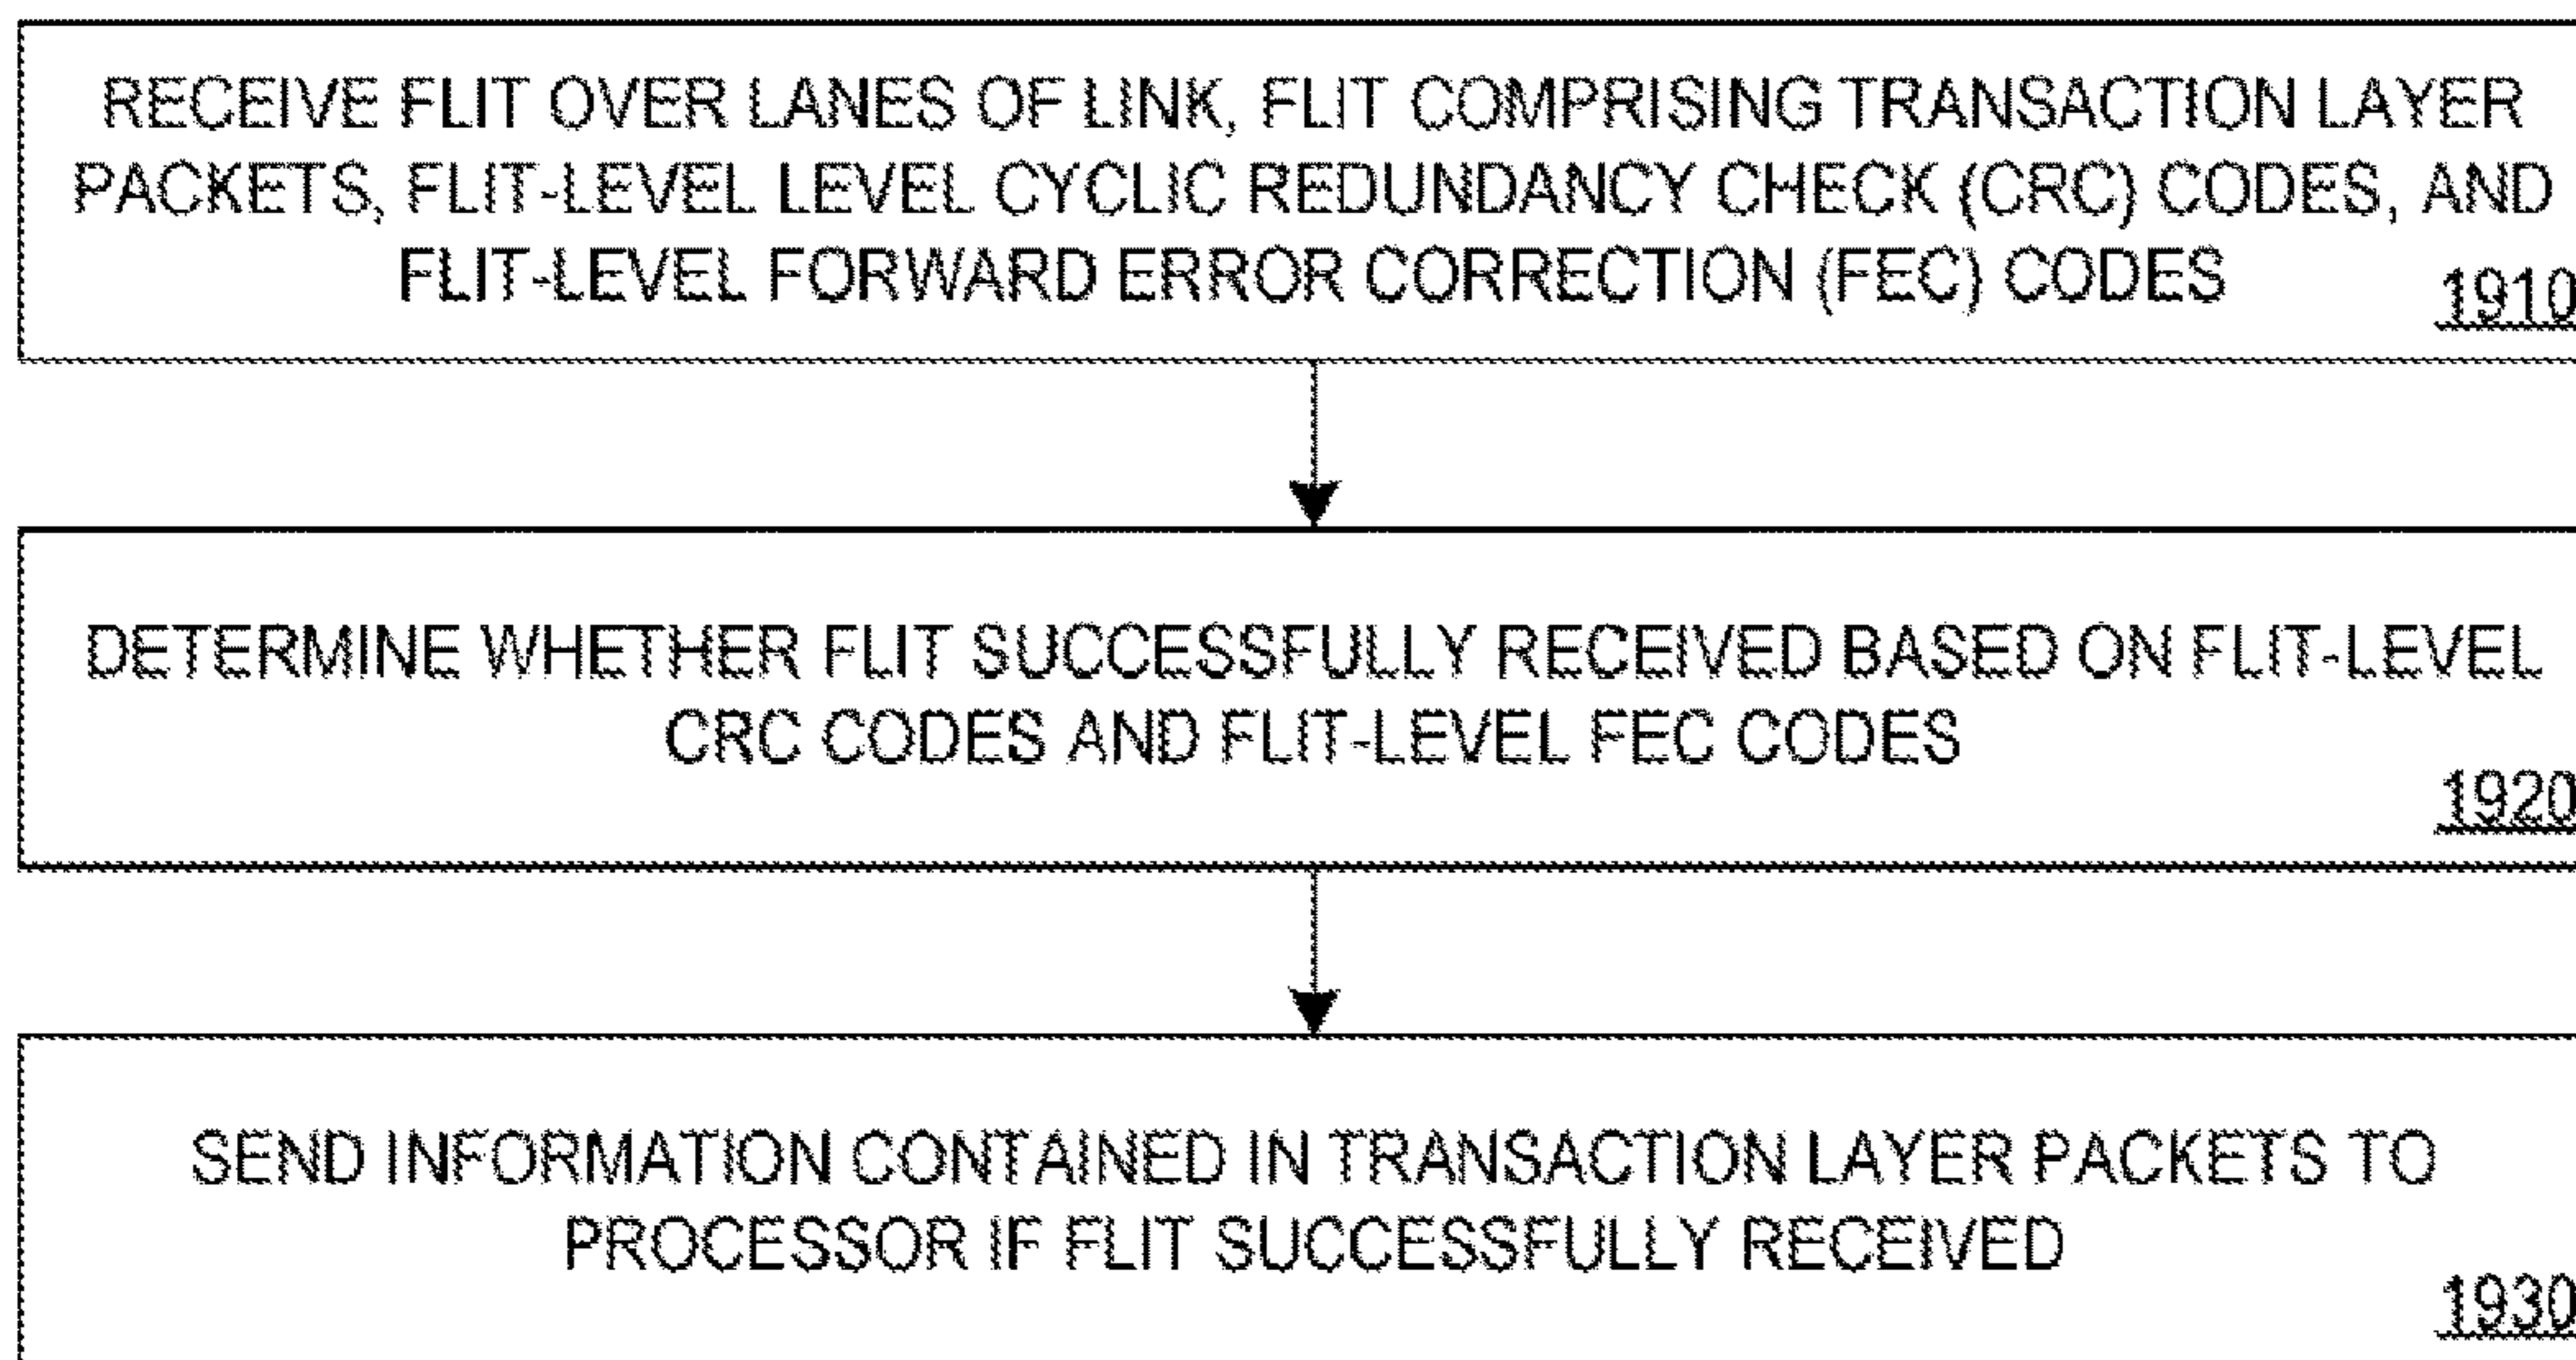 RECEIVE FLIT OVER LANES OF LINK, FLIT COMPRISING TRANSACTION LAYER
PACKETS, FLIT-LEVEL LEVEL CYCLIC REDUNDANCY CHECK (CRC) CODES, AND
FLIT-LEVEL FORWARD ERROR CORRECTION (FEC) CODES
1910
DETERMINE WHETHER FLIT SUCCESSFULLY RECEIVED BASED ON FLIT-LEVEL
CRC CODES AND FLIT-LEVEL FEC CODES
1920
SEND INFORMATION CONTAINED IN TRANSACTION LAYER PACKETS TO
PROCESSOR IF FLIT SUCCESSFULLY RECEIVED
1930